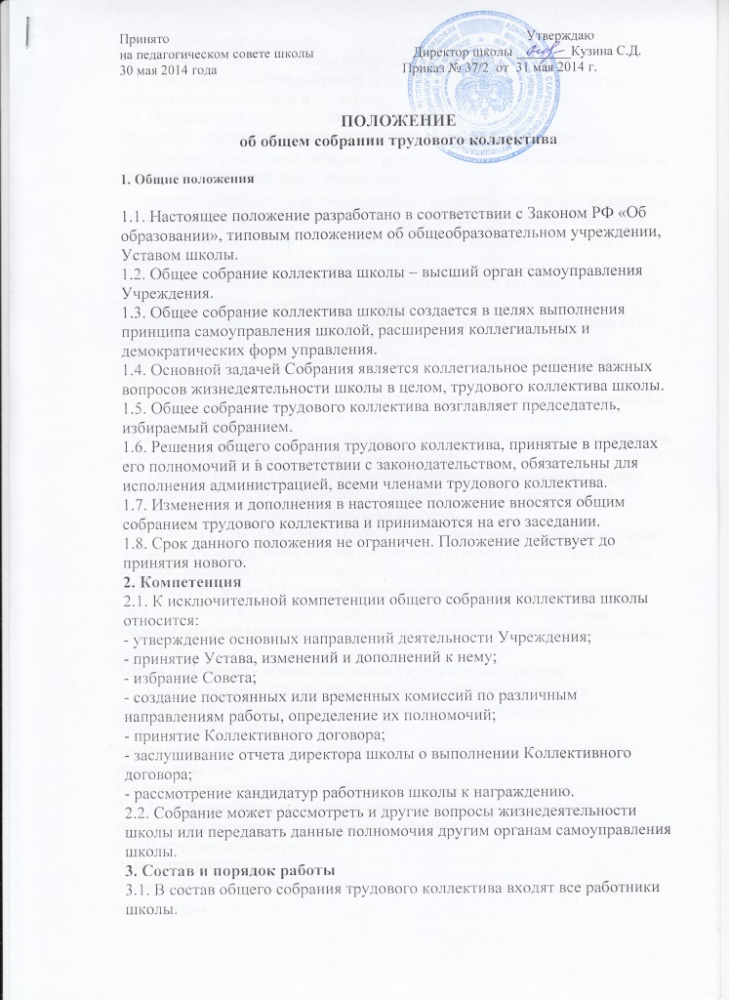 Принято Утверждаю
на педагогическом совете школы Директор школы ________Кузина С.Д.
30 мая 2014 года Приказ № 37/2 от 31 мая 2014 г.
ПОЛОЖЕНИЕ
об общем собрании трудового коллектива
1. Общие положения
1.1. Настоящее положение разработано в соответствии с Законом РФ «Об
образовании», типовым положением об общеобразовательном учреждении,
Уставом школы.
1.2. Общее собрание коллектива школы – высший орган самоуправления
Учреждения.
1.3. Общее собрание коллектива школы создается в целях выполнения
принципа самоуправления школой, расширения коллегиальных и
демократических форм управления.
1.4. Основной задачей Собрания является коллегиальное решение важных
вопросов жизнедеятельности школы в целом, трудового коллектива школы.
1.5. Общее собрание трудового коллектива возглавляет председатель,
избираемый собранием.
1.6. Решения общего собрания трудового коллектива, принятые в пределах
его полномочий и в соответствии с законодательством, обязательны для
исполнения администрацией, всеми членами трудового коллектива.
1.7. Изменения и дополнения в настоящее положение вносятся общим
собранием трудового коллектива и принимаются на его заседании.
1.8. Срок данного положения не ограничен. Положение действует до
принятия нового.
2. Компетенция
2.1. К исключительной компетенции общего собрания коллектива школы
относится:
- утверждение основных направлений деятельности Учреждения;
- принятие Устава, изменений и дополнений к нему;
- избрание Совета;
- создание постоянных или временных комиссий по различным
направлениям работы, определение их полномочий;
- принятие Коллективного договора;
- заслушивание отчета директора школы о выполнении Коллективного
договора;
- рассмотрение кандидатур работников школы к награждению.
2.2. Собрание может рассмотреть и другие вопросы жизнедеятельности
школы или передавать данные полномочия другим органам самоуправления
школы.
3. Состав и порядок работы
3.1. В состав общего собрания трудового коллектива входят все работники
школы.